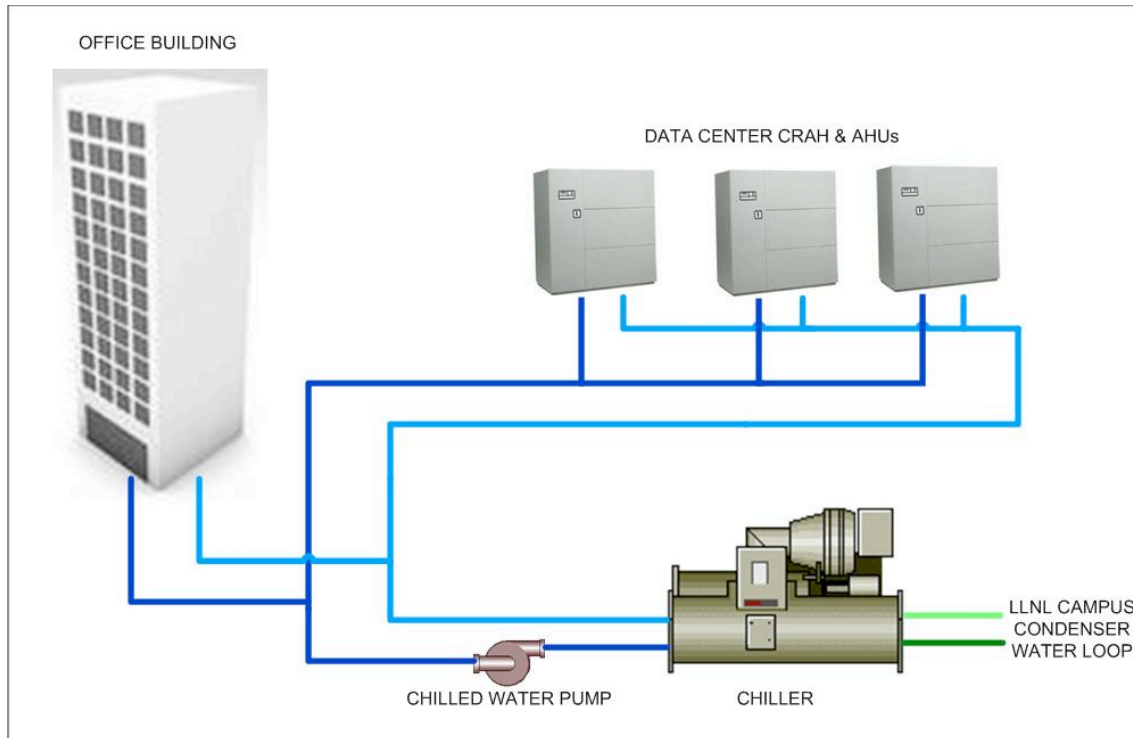 OFFICE BUILDING
DATA CENTER CRAH & AHUs
LLNL CAMPUS
CONDENSER
WATER LOOP
CHILLED WATER PUMP
CHILLER